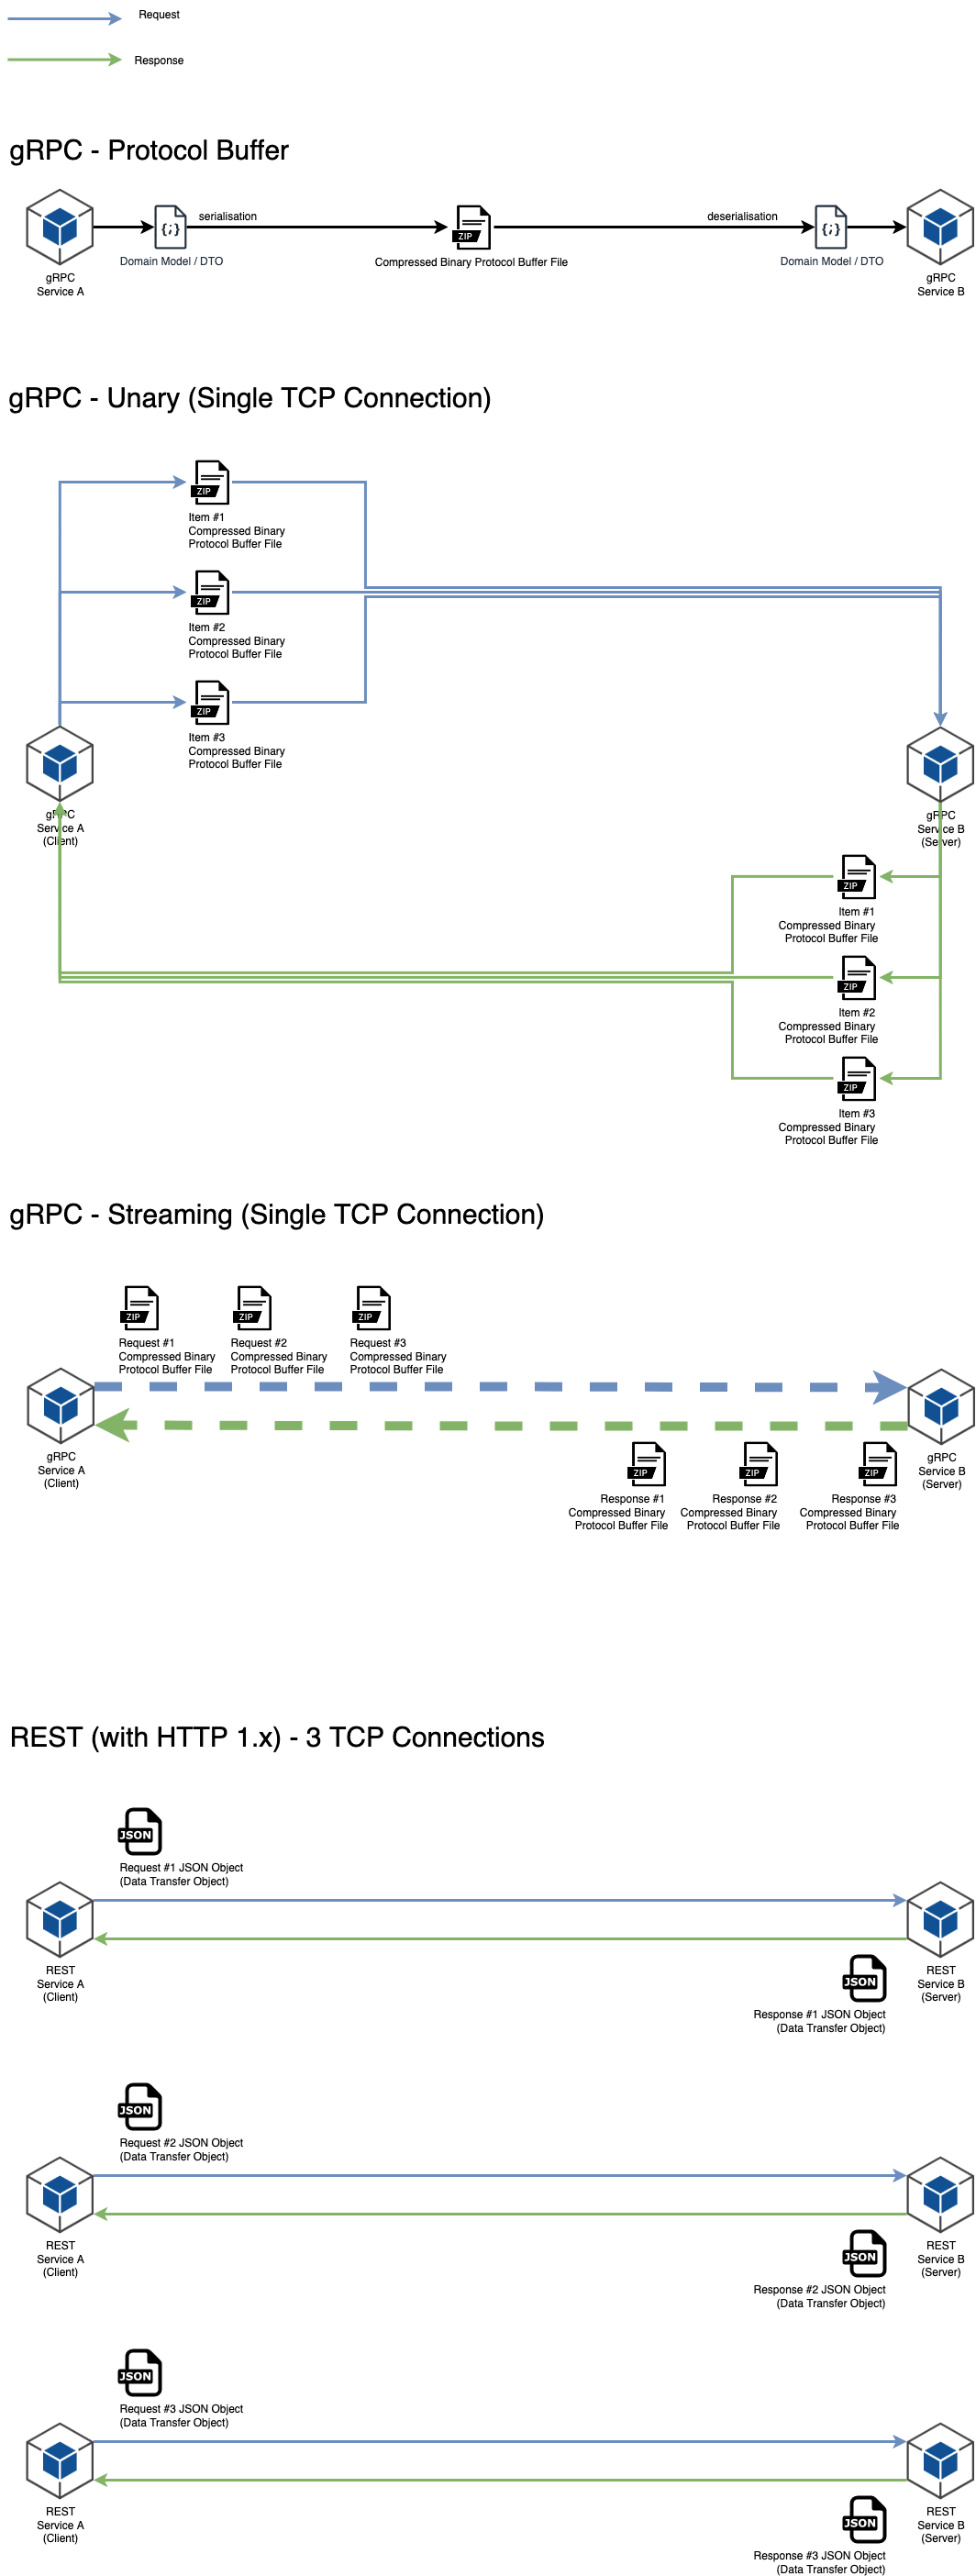 Request
Response
gRPC - Protocol Buffer
serialisation
deserialisation
ZIP
Domain Model / DTO
Compressed Binary Protocol Buffer File
Domain Model / DTO
gRPC
Service A
gRPC
Service B
gRPC - Unary (Single TCP Connection)
ZIP
Item #1
Compressed Binary
Protocol Buffer File
ZIP
Item #2
Compressed Binary
Protocol Buffer File
ZIP
Item #3
Compressed Binary
Protocol Buffer File
gRPC
Service A
(Client)
gRPC
Service B
(Server)
ZIP
Item #1
Compressed Binary
Protocol Buffer File
ZIP
Item #2
Compressed Binary
Protocol Buffer File
ZIP
Item #3
Compressed Binary
Protocol Buffer File
gRPC - Streaming (Single TCP Connection)
ZIP
Request #1
Compressed Binary
Protocol Buffer File
ZIP
Request #2
Compressed Binary
Protocol Buffer File
ZIP
Request #3
Compressed Binary
Protocol Buffer File
gRPC
Service A
(Client)
gRPC
Service B
(Server)
ZIP
Response #1
Compressed Binary
Protocol Buffer File
ZIP
Response #2
Compressed Binary
Protocol Buffer File
ZIP
Response #3
Compressed Binary
Protocol Buffer File
REST (with HTTP 1.x) - 3 TCP Connections
JSON
Request #1 JSON Object
(Data Transfer Object)
REST
Service A
(Client)
REST
Service B
(Server)
JSON
Response #1 JSON Object
(Data Transfer Object)
JSON
Request #2 JSON Object
(Data Transfer Object)
REST
Service A
(Client)
REST
Service B
(Server)
JSON
Response #2 JSON Object
(Data Transfer Object)
JSON
Request #3 JSON Object
(Data Transfer Object)
REST
Service A
(Client)
REST
Service B
(Server)
JSON
Response #3 JSON Object
(Data Transfer Object)